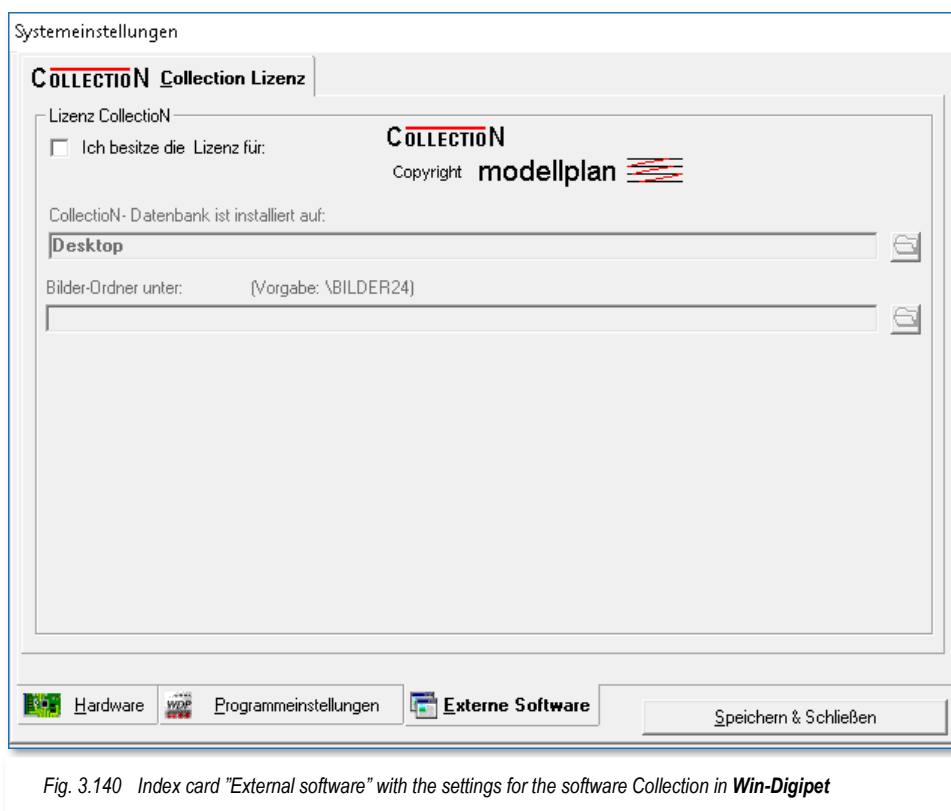 Systemeinstellungen
COLLECTION Collection Lizenz
Lizenz CollectioN
Ich besitze die Lizenz für:
COLLECTION
Copyright modellplan
CollectioN- Datenbank ist installiert auf:
Desktop
Bilder-Ordner unter: (Vorgabe: \BILDER24)
Hardware
WDP Programmeinstellungen
Externe Software
Speichern & Schließen
Fig. 3.140 Index card ”External software” with the settings for the software Collection in Win-Digipet